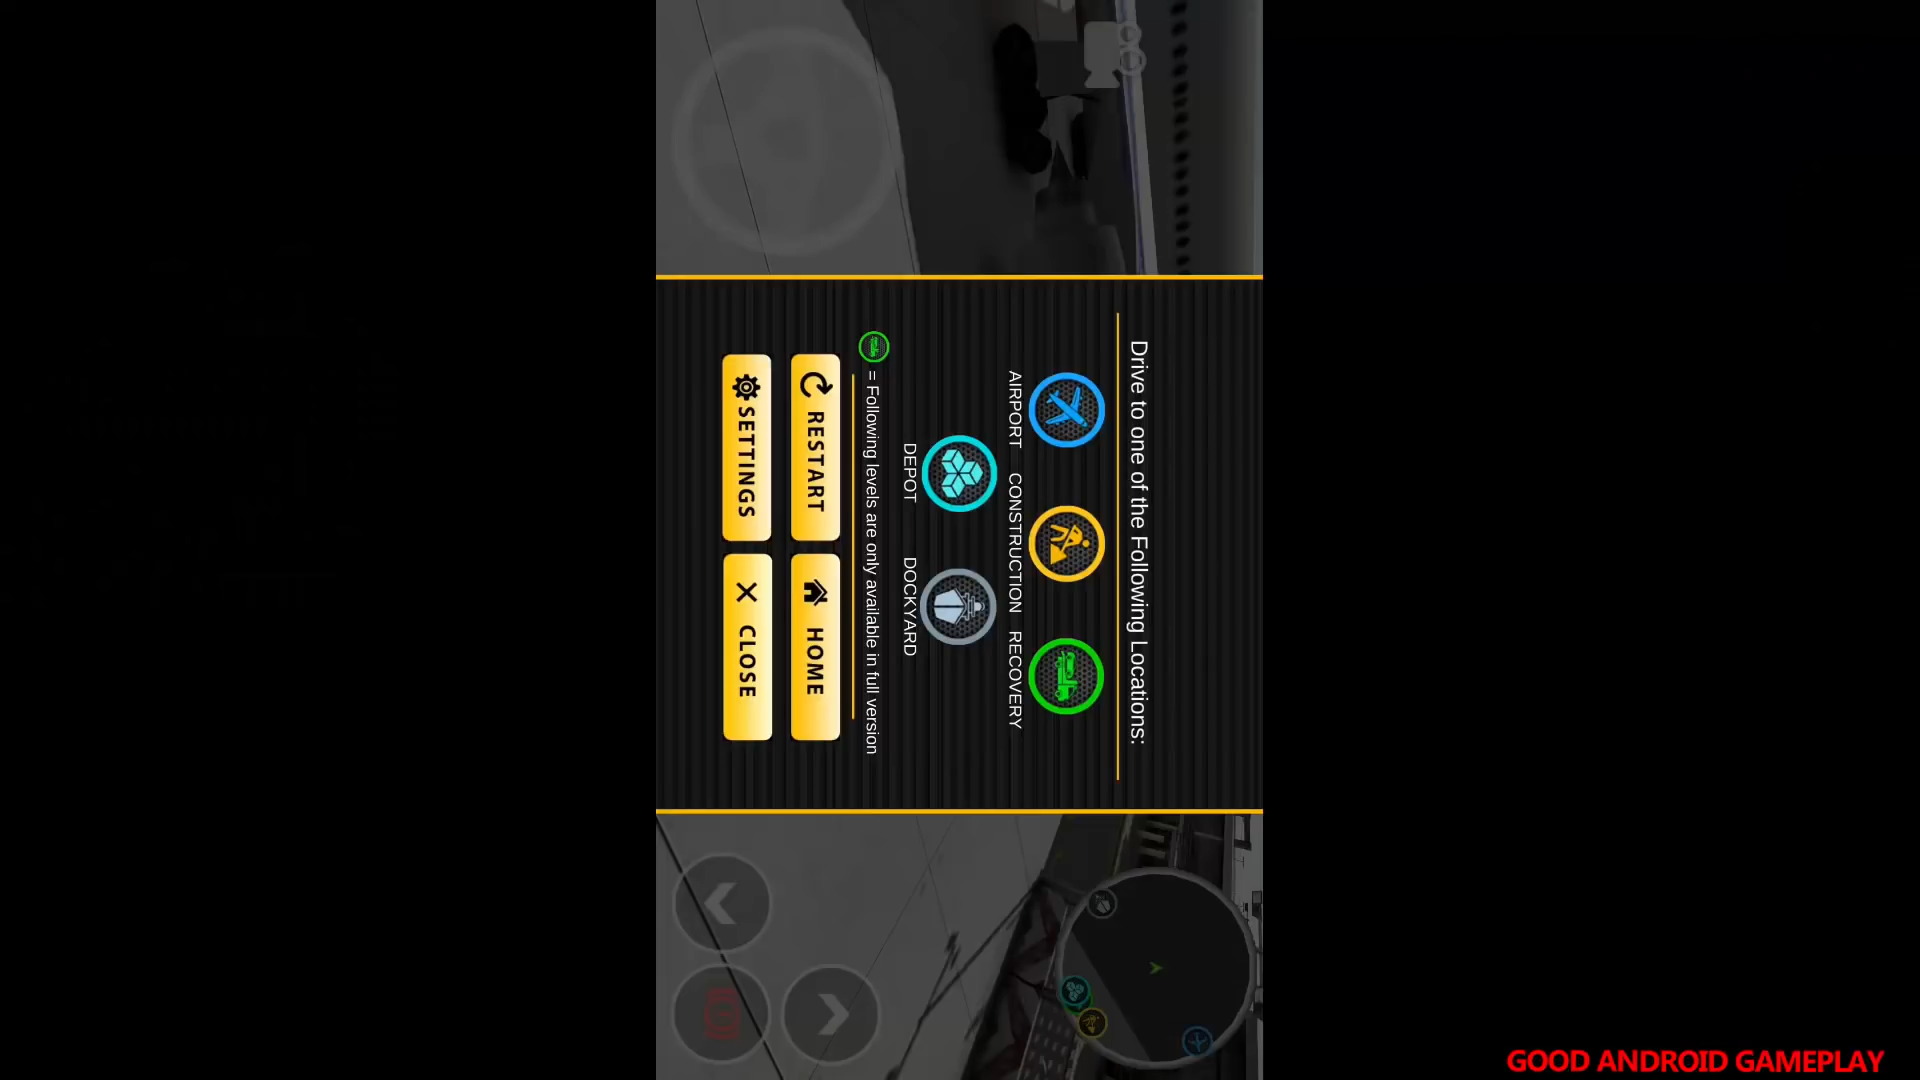 Drive to one of the Following Locations:
AIRPORT
CONSTRUCTION
RECOVERY
DEPOT
DOCKYARD
= Following levels are only available in full version
RESTART
HOME
SETTINGS
CLOSE
GOOD ANDROID GAMEPLAY